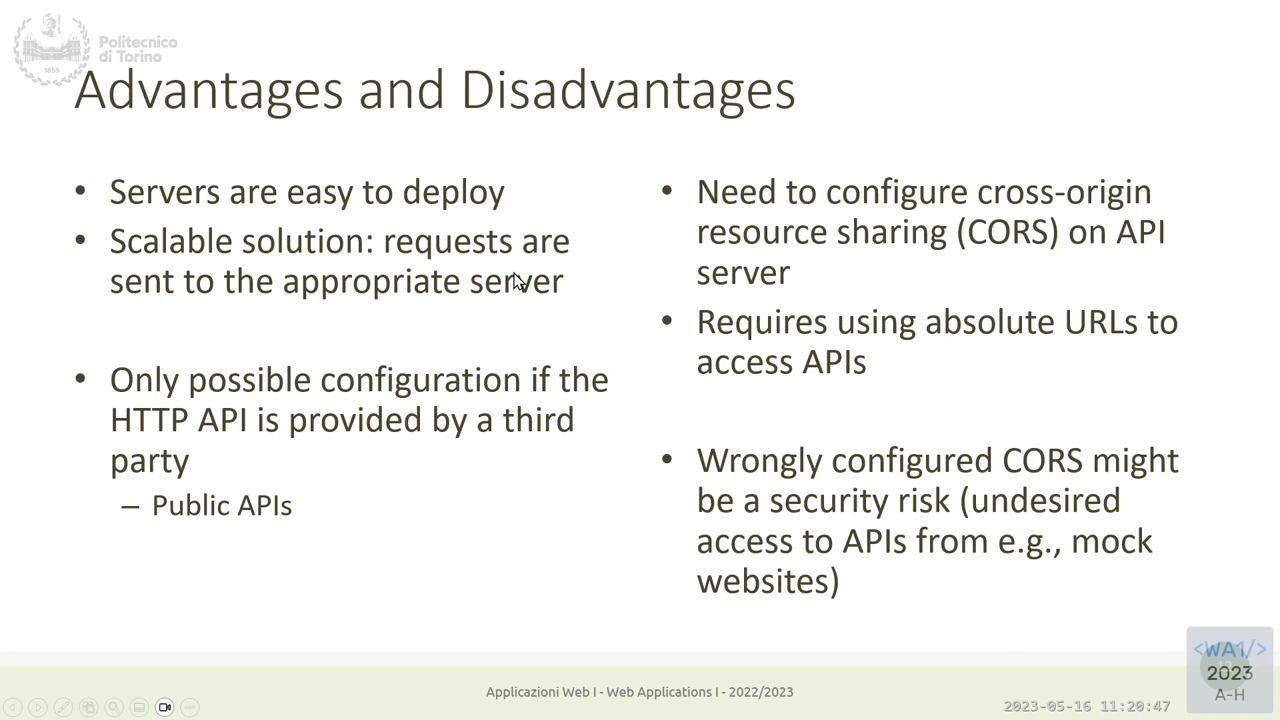 Politecnico
di Torino
1859
Advantages and Disadvantages
• Servers are easy to deploy
• Scalable solution: requests are
sent to the appropriate server
• Only possible configuration if the
HTTP API is provided by a third
party
– Public APIs
• Need to configure cross-origin
resource sharing (CORS) on API
server
• Requires using absolute URLs to
access APIs
• Wrongly configured CORS might
be a security risk (undesired
access to APIs from e.g., mock
websites)
Applicazioni Web I - Web Applications I - 2022/2023
2023-05-16 11:20:47
<WA1/>
2023
A-H